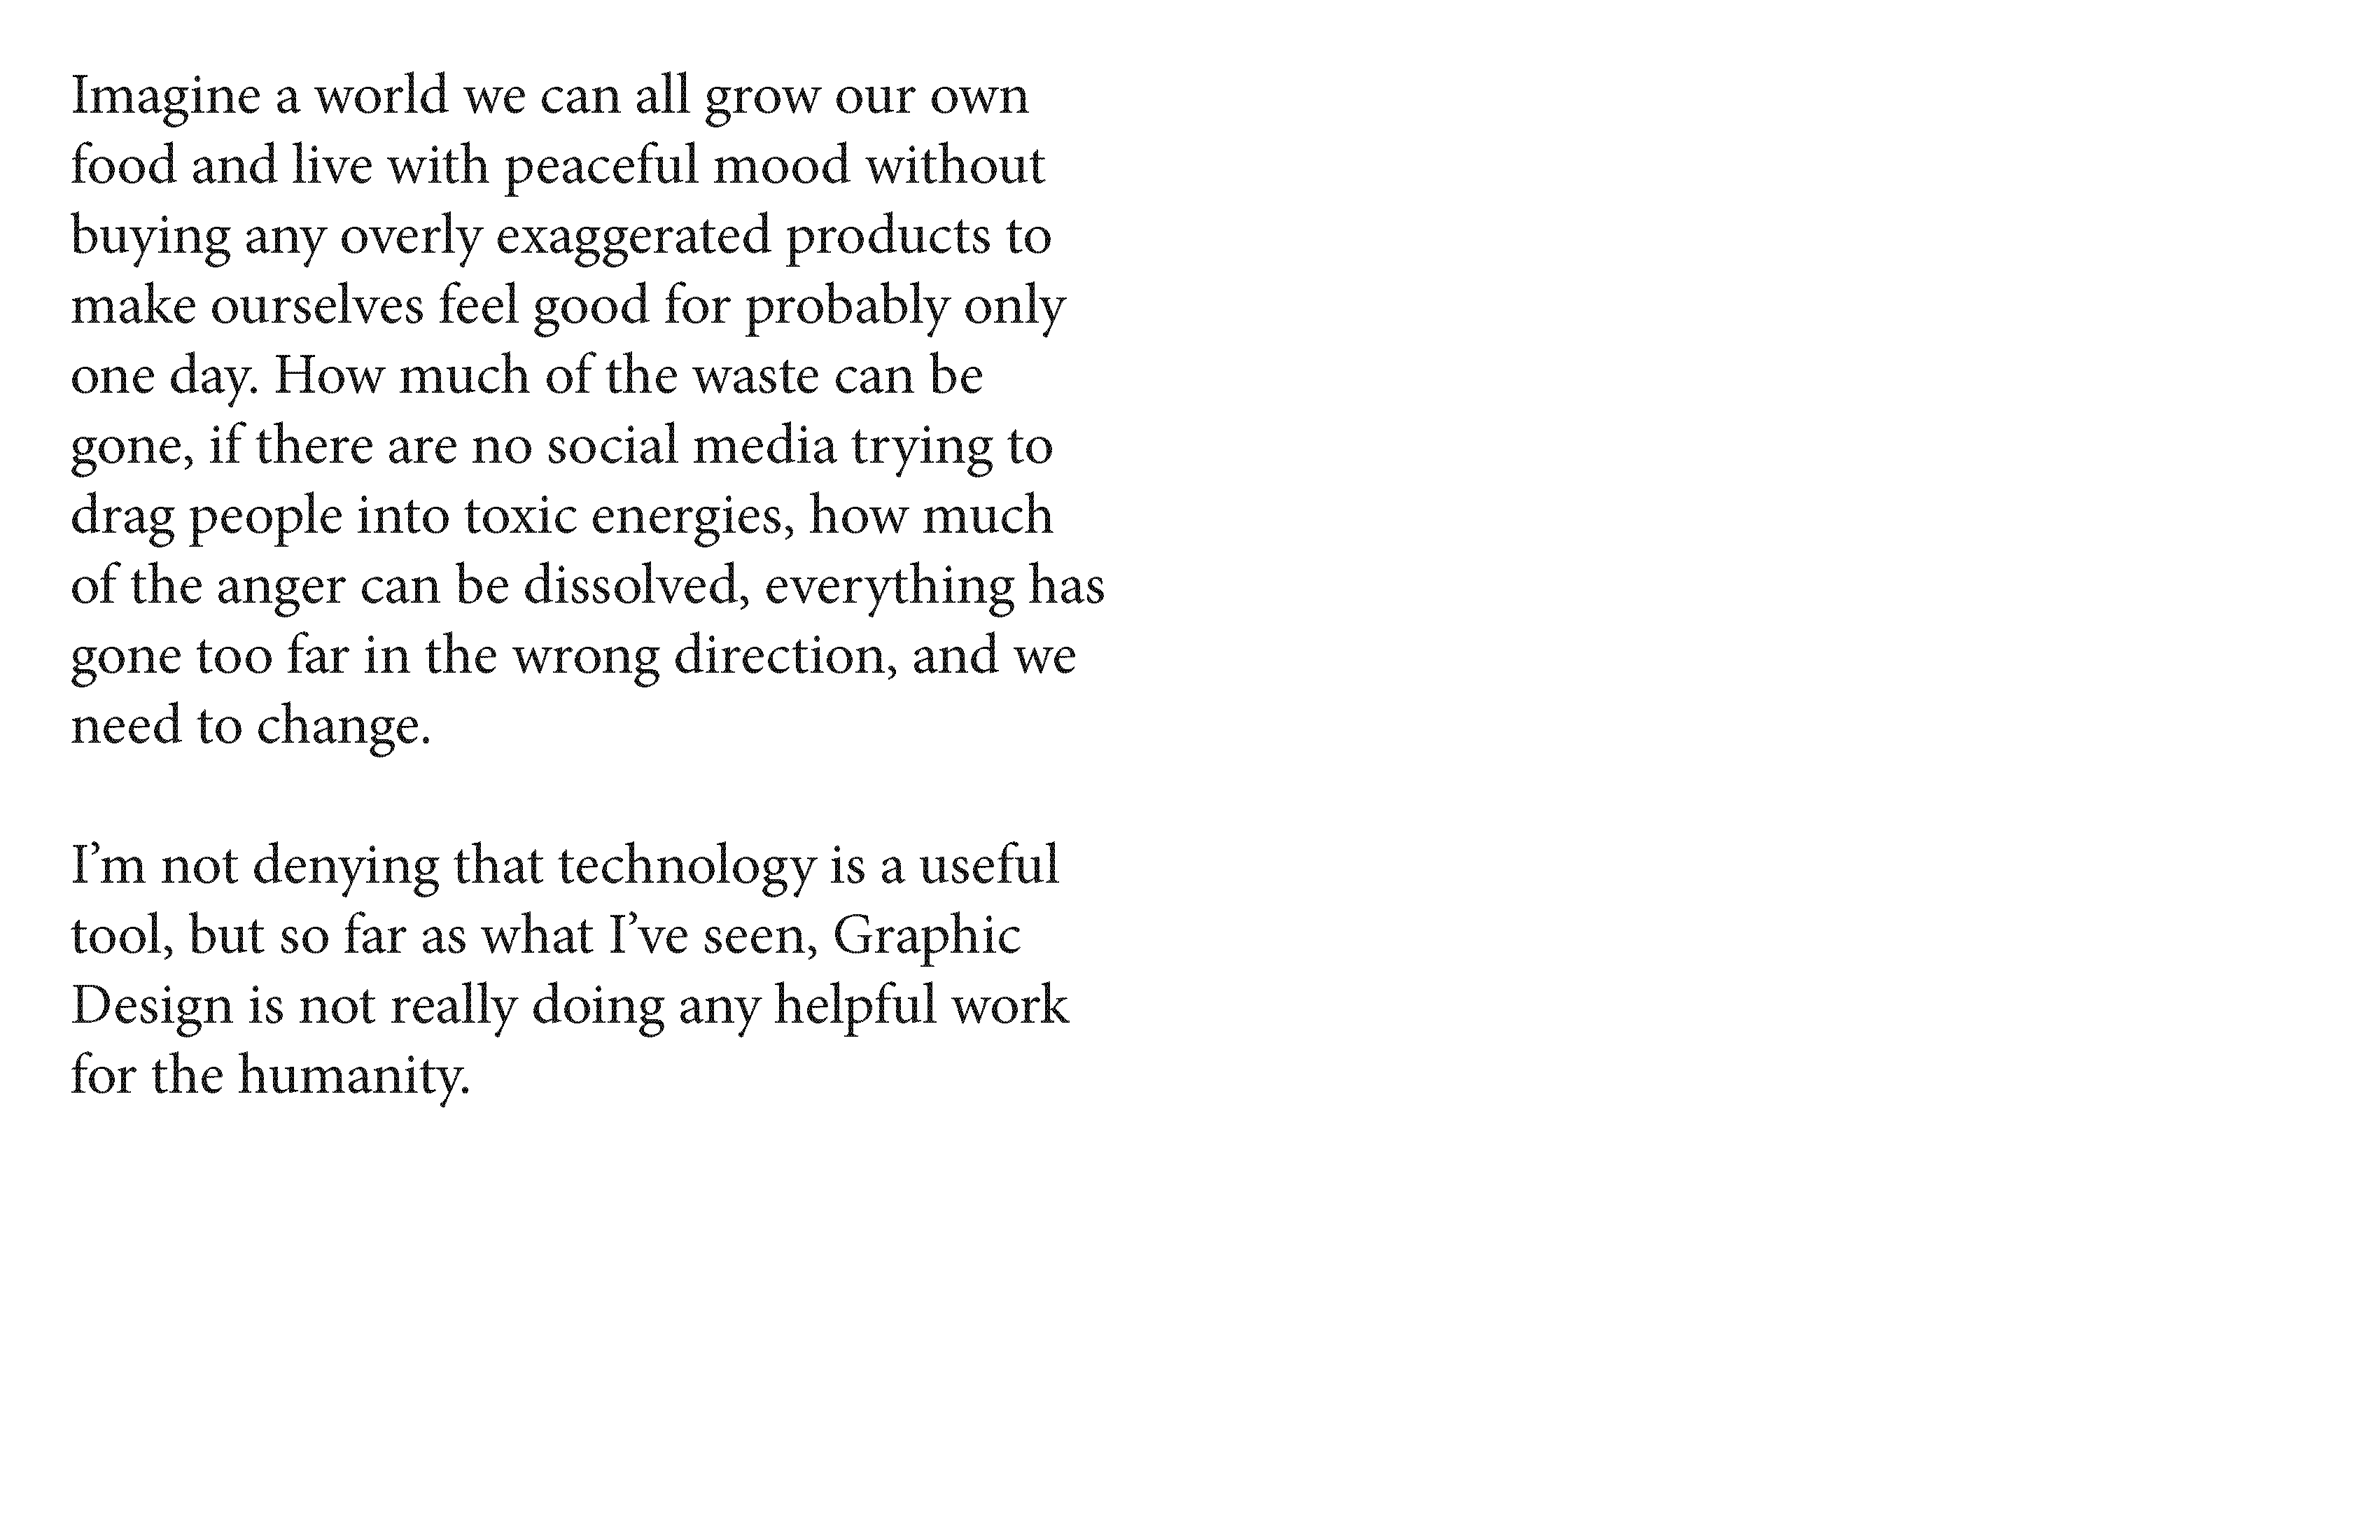 Imagine a world we can all grow our own
food and live with peaceful mood without
buying any overly exaggerated products to
make ourselves feel good for probably only
one day. How much of the waste can be
gone, if there are no social media trying to
drag people into toxic energies, how much
of the anger can be dissolved, everything has
gone too far in the wrong direction, and we
need to change.

I’m not denying that technology is a useful
tool, but so far as what I’ve seen, Graphic
Design is not really doing any helpful work
for the humanity.